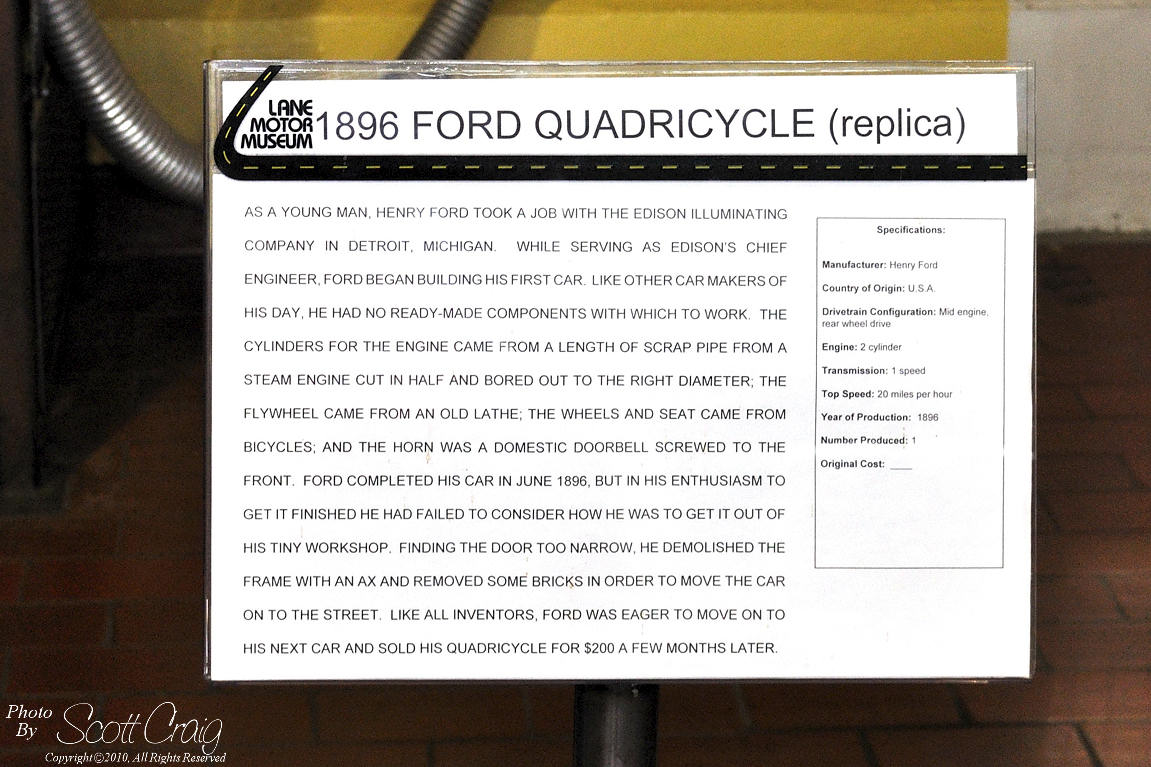 LANE
MOTOR
MUSEUM
1896 FORD QUADRICYCLE (replica)
AS A YOUNG MAN, HENRY FORD TOOK A JOB WITH THE EDISON ILLUMINATING
COMPANY IN DETROIT, MICHIGAN. WHILE SERVING AS EDISON'S CHIEF
ENGINEER, FORD BEGAN BUILDING HIS FIRST CAR. LIKE OTHER CAR MAKERS OF
HIS DAY, HE HAD NO READY-MADE COMPONENTS WITH WHICH TO WORK. THE
CYLINDERS FOR THE ENGINE CAME FROM A LENGTH OF SCRAP PIPE FROM A
STEAM ENGINE CUT IN HALF AND BORED OUT TO THE RIGHT DIAMETER; THE
FLYWHEEL CAME FROM AN OLD LATHE; THE WHEELS AND SEAT CAME FROM
BICYCLES; AND THE HORN WAS A DOMESTIC DOORBELL SCREWED TO THE
FRONT. FORD COMPLETED HIS CAR IN JUNE 1896, BUT IN HIS ENTHUSIASM TO
GET IT FINISHED HE HAD FAILED TO CONSIDER HOW HE WAS TO GET IT OUT OF
HIS TINY WORKSHOP. FINDING THE DOOR TOO NARROW, HE DEMOLISHED THE
FRAME WITH AN AX AND REMOVED SOME BRICKS IN ORDER TO MOVE THE CAR
ON TO THE STREET. LIKE ALL INVENTORS, FORD WAS EAGER TO MOVE ON TO
HIS NEXT CAR AND SOLD HIS QUADRICYCLE FOR $200 A FEW MONTHS LATER.
Specifications:
Manufacturer: Henry Ford
Country of Origin: U.S.A.
Drivetrain Configuration: Mid engine,
rear wheel drive
Engine: 2 cylinder
Transmission: 1 speed
Top Speed: 20 miles per hour
Year of Production: 1896
Number Produced: 1
Original Cost: ____
Photo
By Scott Craig
Copyright©2010, All Rights Reserved